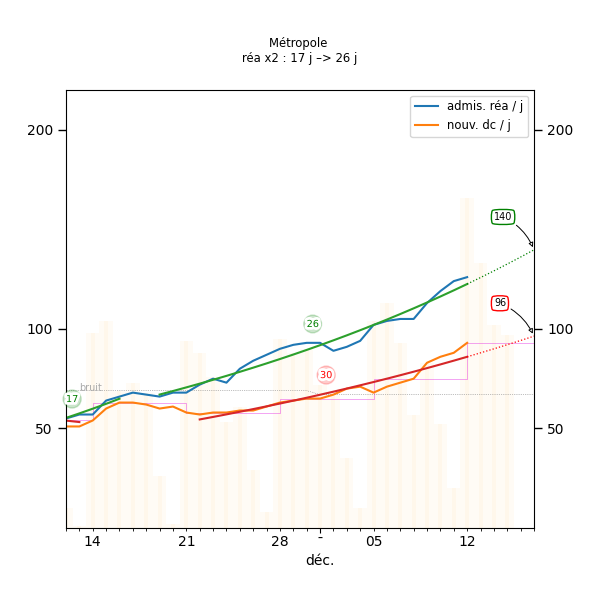 Métropole
réa x2 : 17 j –> 26 j
admis. réa / j
nouv. dc / j
200
200
140
100
96
100
26
30
bruit
17
50
50
14
21
28
-
05
12
déc.